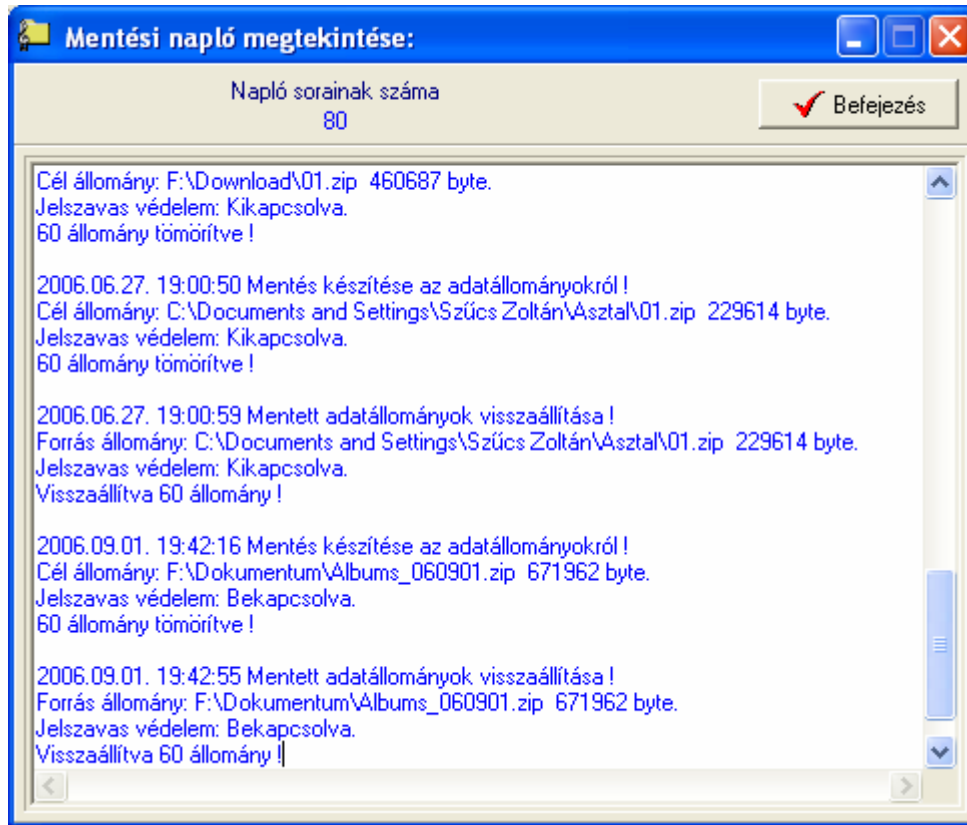 Mentési napló megtekintése:
Napló sorainak száma
80
Befejezés
Cél állomány: F:\Download\01.zip  460687 byte.
Jelszavas védelem: Kikapcsolva.
60 állomány tömörítve !
2006.06.27. 19:00:50 Mentés készítése az adatállományokról !
Cél állomány: C:\Documents and Settings\Szűcs Zoltán\Asztal\01.zip  229614 byte.
Jelszavas védelem: Kikapcsolva.
60 állomány tömörítve !
2006.06.27. 19:00:59 Mentett adatállományok visszaállítása !
Forrás állomány: C:\Documents and Settings\Szűcs Zoltán\Asztal\01.zip  229614 byte.
Jelszavas védelem: Kikapcsolva.
Visszaállítva 60 állomány !
2006.09.01. 19:42:16 Mentés készítése az adatállományokról !
Cél állomány: F:\Dokumentum\Albums_060901.zip  671962 byte.
Jelszavas védelem: Bekapcsolva.
60 állomány tömörítve !
2006.09.01. 19:42:55 Mentett adatállományok visszaállítása !
Forrás állomány: F:\Dokumentum\Albums_060901.zip  671962 byte.
Jelszavas védelem: Bekapcsolva.
Visszaállítva 60 állomány !